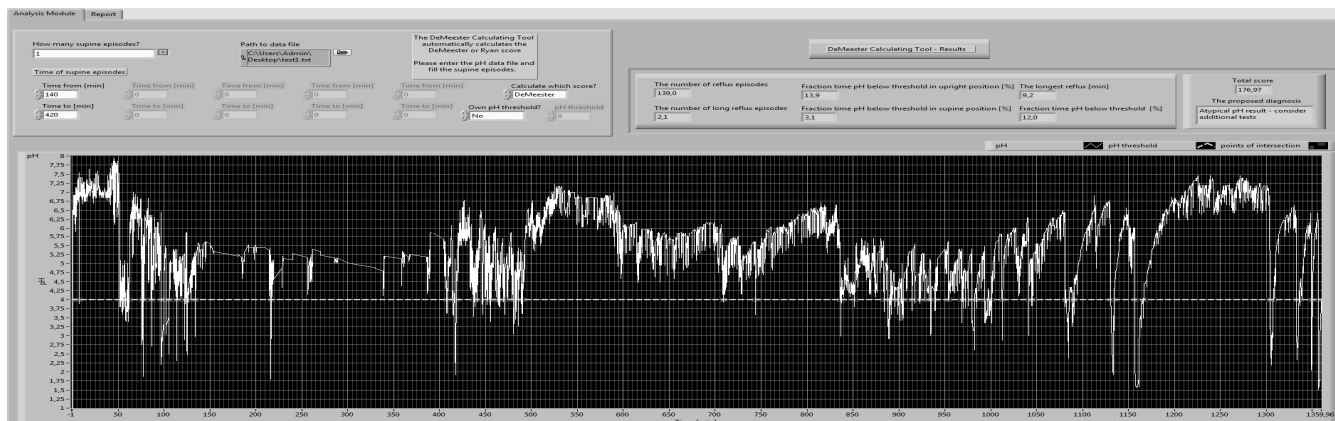 Analysis Module Report
How many supine episodes?
1
Path to data file
C:\Users\Admin\
Desktop\test1.txt
The DeMeester Calculating Tool
automatically calculates the
DeMeester or Ryan score
Please enter the pH data file and
fill the supine episodes.
Time of supine episodes
Time from [min] Time from [min] Time from [min] Time from [min] Calculate which score?
140 0 0 0 DeMeester
Time to [min] Time to [min] Time to [min] Time to [min] Own pH threshold? pH threshold
420 0 0 0 No 0
DeMeester Calculating Tool - Results
The number of reflux episodes Fraction time pH below threshold in upright position [%] The longest reflux [min]
139,0 13,9 9,2
The number of long reflux episodes Fraction time pH below threshold in supine position [%] Fraction time pH below threshold [%]
2,1 3,1 12,0
Total score
176,97
The proposed diagnosis
Atypical pH result - consider
additional tests
pH pH threshold points of intersection
pH
8
7,75
7,5
7,25
7
6,75
6,5
6,25
6
5,75
5,5
5,25
5
4,75
4,5
4,25
4
3,75
3,5
3,25
3
2,75
2,5
2,25
2
1,75
1,5
1,25
1
pH
-1 50 100 150 200 250 300 350 400 450 500 550 600 650 700 750 800 850 900 950 1000 1050 1100 1150 1200 1250 1300 1359,96